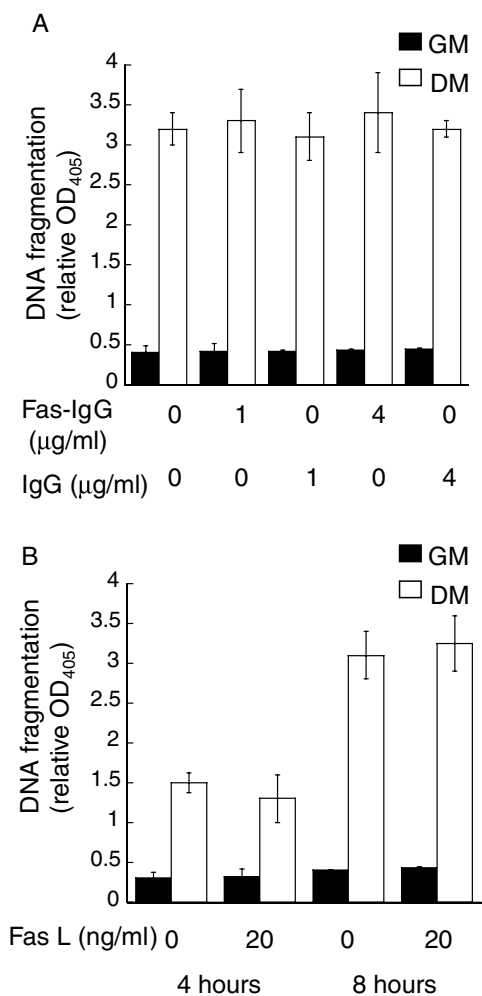 A
GM
DM
DNA fragmentation
(relative OD405)
4
3.5
3
2.5
2
1.5
1
0.5
0
Fas-IgG
(μg/ml)
0 1 0 4 0
IgG (μg/ml) 0 0 1 0 4
B
GM
DM
DNA fragmentation
(relative OD405)
4
3.5
3
2.5
2
1.5
1
0.5
0
Fas L (ng/ml) 0 20 0 20
4 hours 8 hours